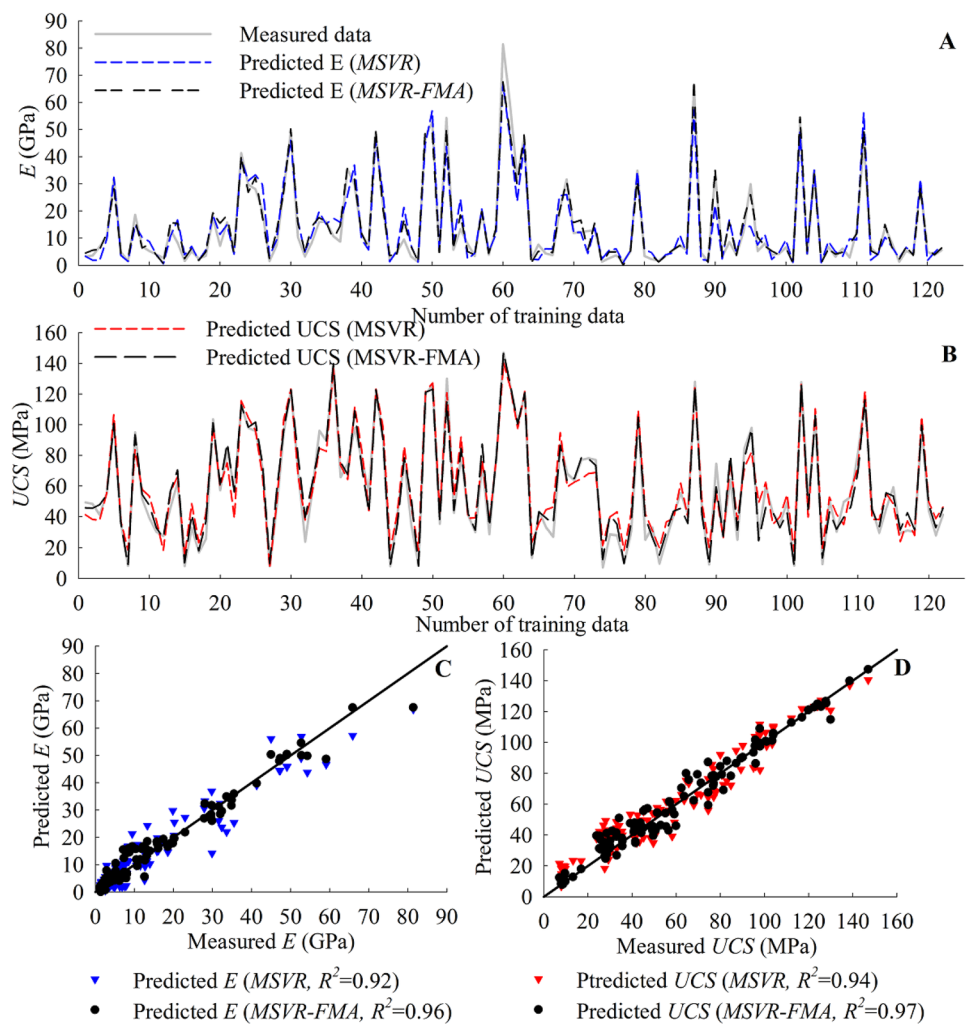 A
Measured data
Predicted E (MSVR)
Predicted E (MSVR-FMA)
E (GPa)
90
80
70
60
50
40
30
20
10
0
0 10 20 30 40 50 60 70 80 90 100 110 120
Number of training data
B
Predicted UCS (MSVR)
Predicted UCS (MSVR-FMA)
UCS (MPa)
160
140
120
100
80
60
40
20
0
0 10 20 30 40 50 60 70 80 90 100 110 120
Number of training data
C
Predicted E (GPa)
90
80
70
60
50
40
30
20
10
0
0 10 20 30 40 50 60 70 80 90
Measured E (GPa)
Ptredicted E (MSVR, R²=0.92)
Predicted E (MSVR-FMA, R²=0.96)
D
Predicted UCS (MPa)
160
140
120
100
80
60
40
20
0
0 20 40 60 80 100 120 140 160
Measured UCS (MPa)
Ptredicted UCS (MSVR, R²=0.94)
Predicted UCS (MSVR-FMA, R²=0.97)